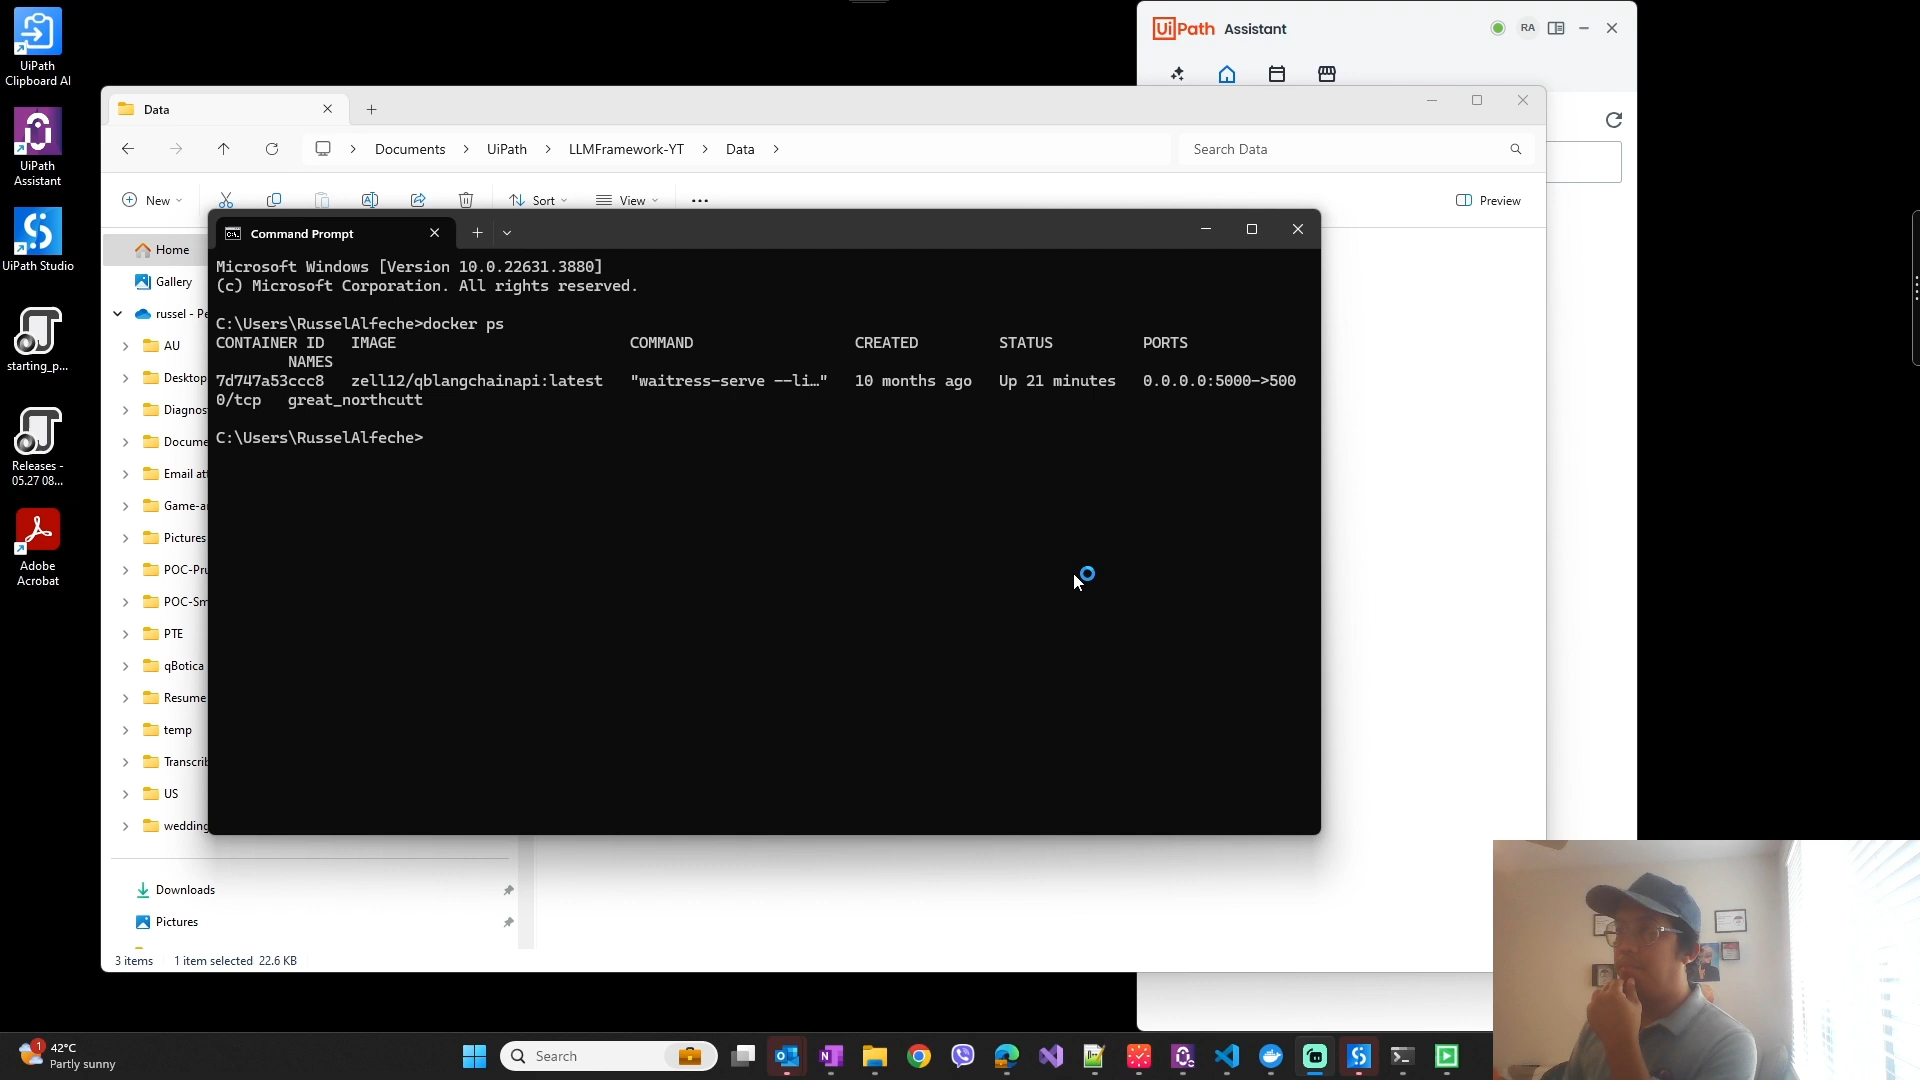 UiPath
Clipboard AI
UiPath
Assistant
UiPath Studio
starting_p...
Releases -
05.27 08...
Adobe
Acrobat
UiPath Assistant
RA
Data
Documents > UiPath > LLMFramework-YT > Data >
Search Data
New
Sort
View
Preview
Home
Gallery
russel - Pe
AU
Desktop
Diagnos
Docume
Email att
Game-a
Pictures
POC-Pru
POC-Sm
PTE
qBotica
Resume
temp
Transcrib
US
wedding
Downloads
Pictures
3 items 1 item selected 22.6 KB
Command Prompt
Microsoft Windows [Version 10.0.22631.3880]
(c) Microsoft Corporation. All rights reserved.
C:\Users\RusselAlfeche>docker ps
CONTAINER ID IMAGE COMMAND CREATED STATUS PORTS
NAMES
7d747a53ccc8 zell12/qblangchainapi:latest "waitress-serve --li…" 10 months ago Up 21 minutes 0.0.0.0:5000->500
0/tcp great_northcutt
C:\Users\RusselAlfeche>
1
42°C
Partly sunny
Search